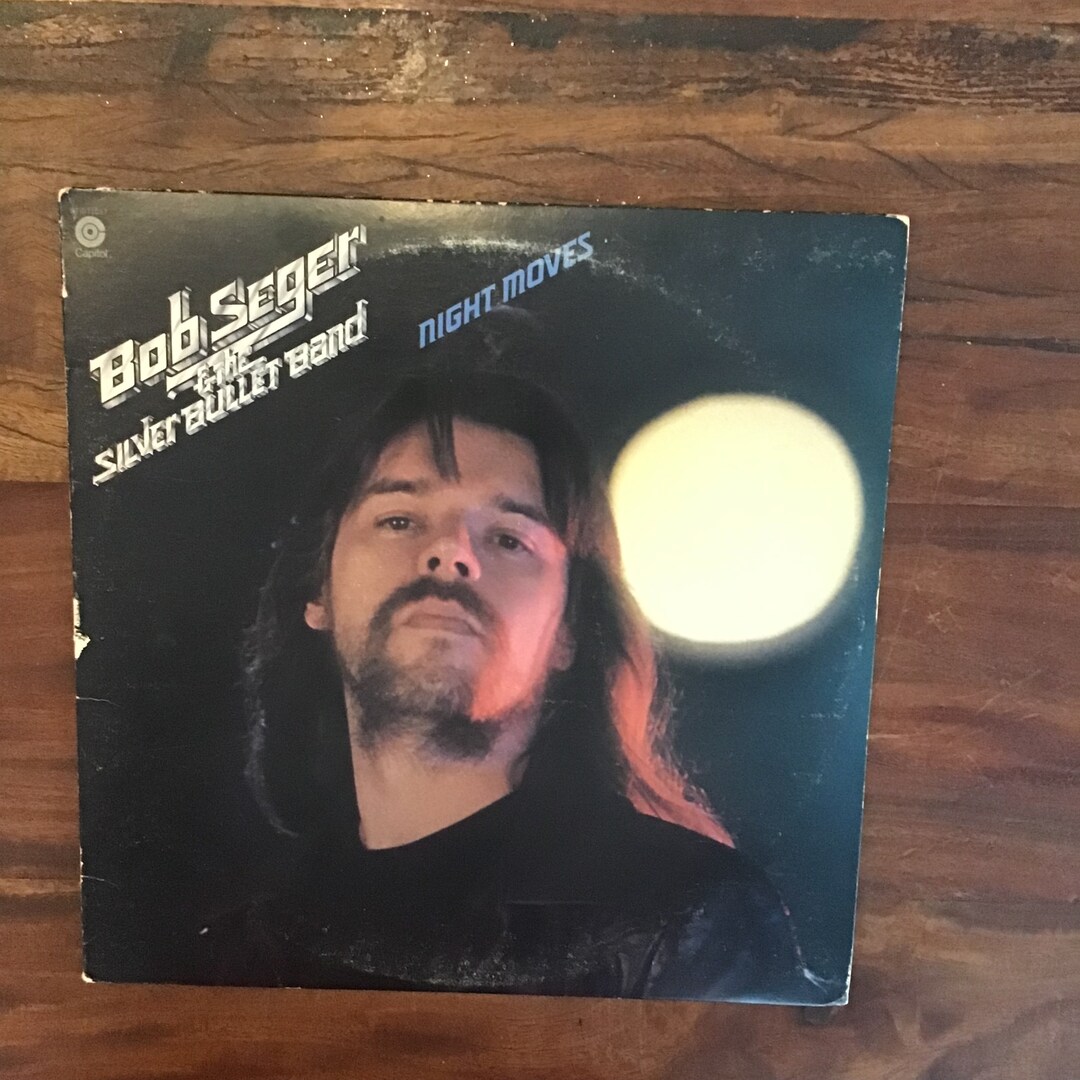 Capitol
Bob Seger
& The
Silver Bullet Band
NIGHT MOVES